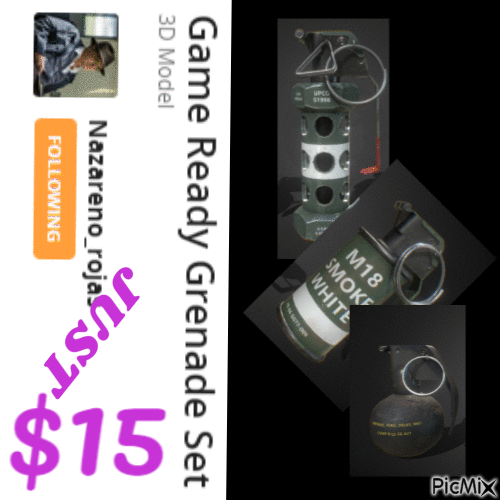 Game Ready Grenade Set
3D Model
Nazareno_rojas
FOLLOWING
JUST
$15
M18
SMOKE
WHITE
PicMix